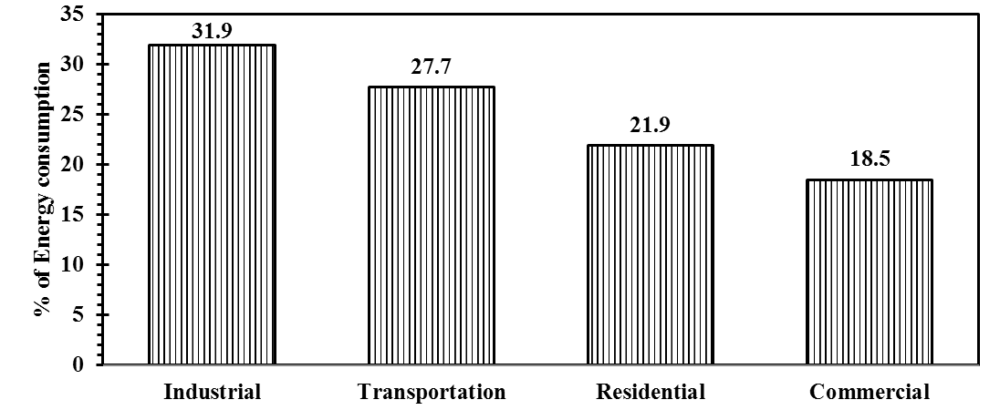 % of Energy consumption
35
30
25
20
15
10
5
0
31.9
27.7
21.9
18.5
Industrial
Transportation
Residential
Commercial